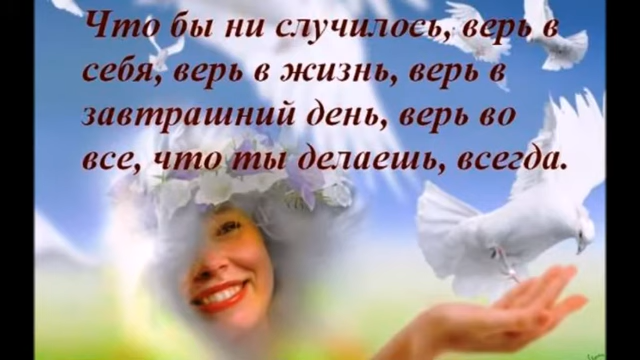 Что бы ни случилось, верь в
себя, верь в жизнь, верь в
завтрашний день, верь во
все, что ты делаешь, всегда.